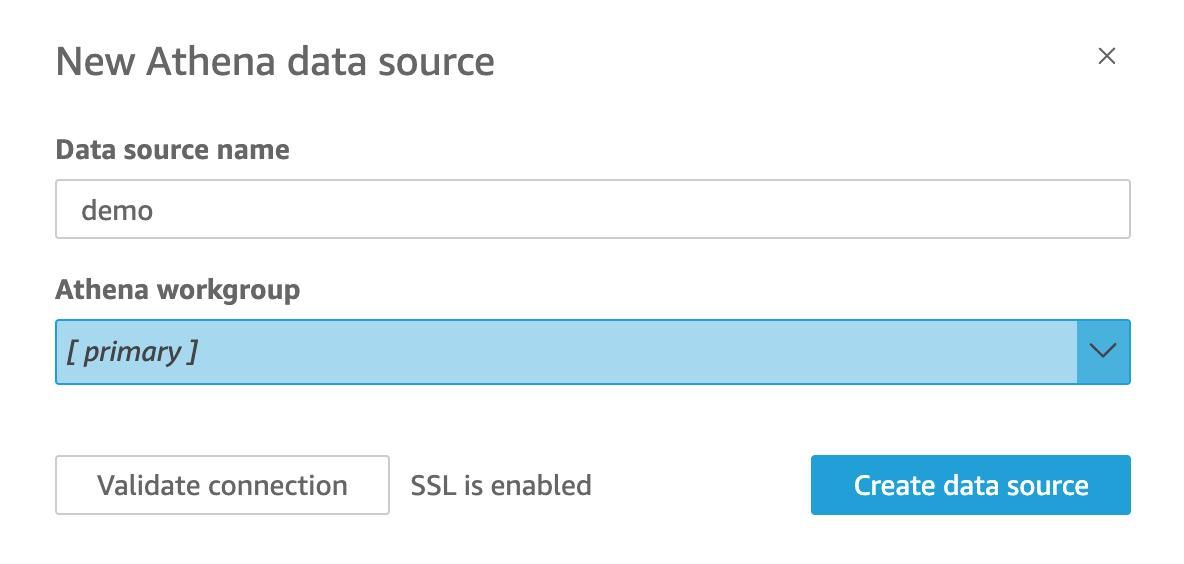 New Athena data source
Data source name
demo
Athena workgroup
[ primary ]
Validate connection SSL is enabled Create data source